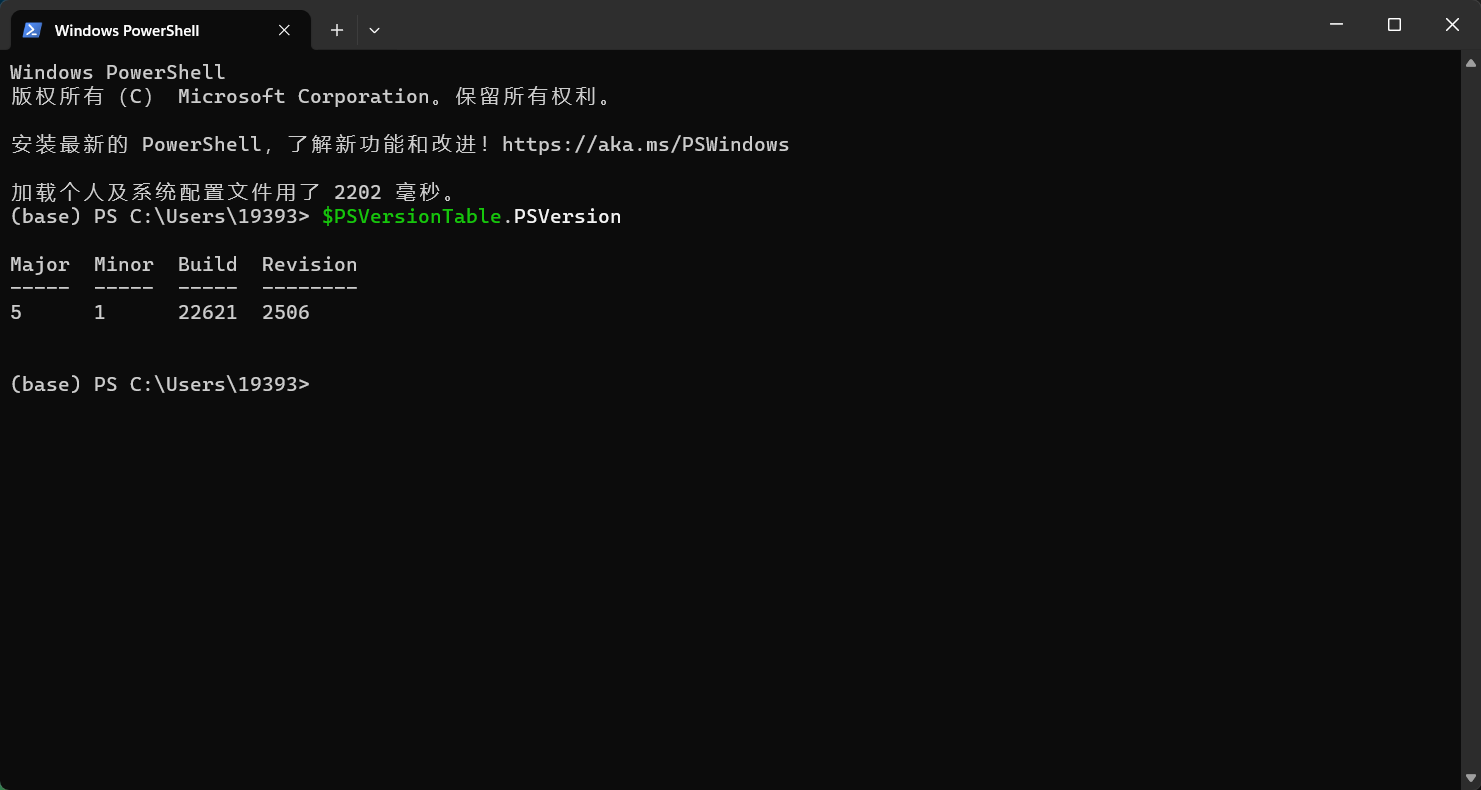 Windows PowerShell
Windows PowerShell
版权所有 (C) Microsoft Corporation。保留所有权利。
安装最新的 PowerShell，了解新功能和改进！https://aka.ms/PSWindows
加载个人及系统配置文件用了 2202 毫秒。
(base) PS C:\Users\19393> $PSVersionTable.PSVersion
Major  Minor  Build  Revision
-----  -----  -----  --------
5      1      22621  2506
(base) PS C:\Users\19393>